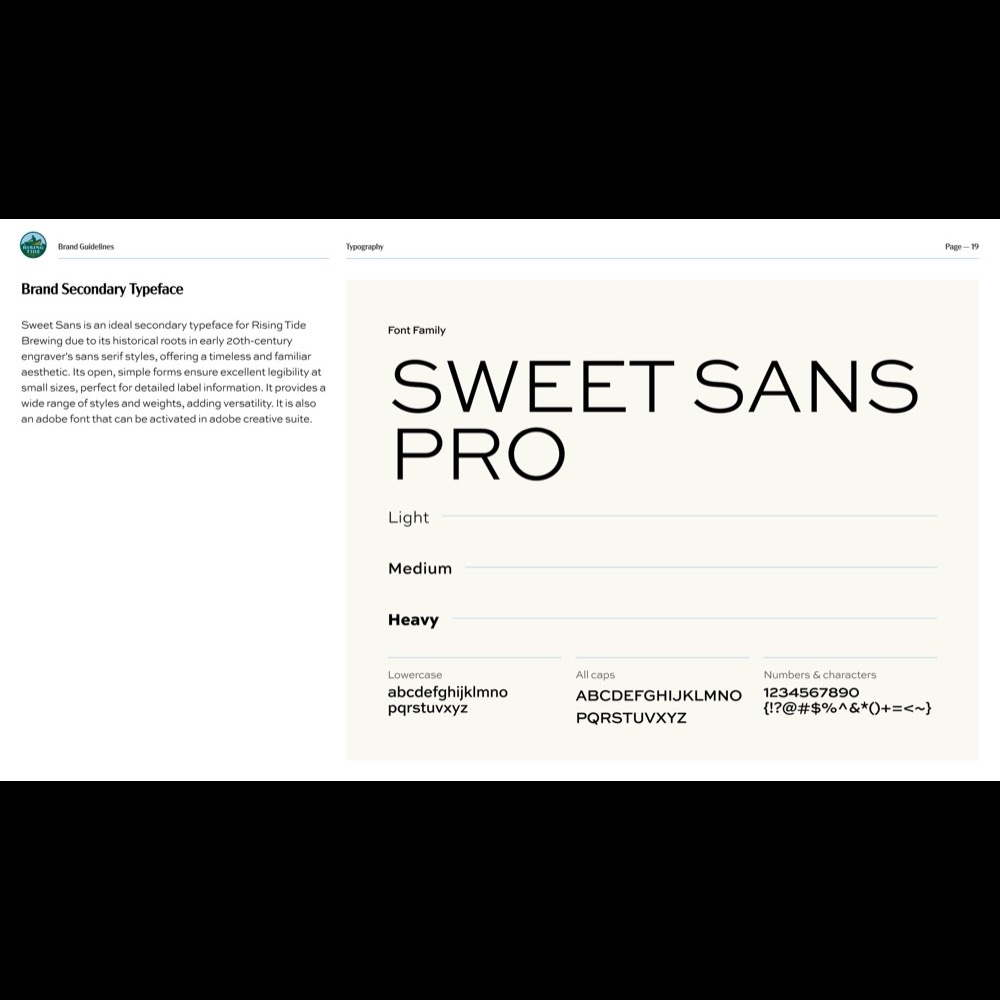 RISING
TIDE
Brand Guidelines
Typography
Page — 19
Brand Secondary Typeface
Sweet Sans is an ideal secondary typeface for Rising Tide
Brewing due to its historical roots in early 20th-century
engraver's sans serif styles, offering a timeless and familiar
aesthetic. Its open, simple forms ensure excellent legibility at
small sizes, perfect for detailed label information. It provides a
wide range of styles and weights, adding versatility. It is also
an adobe font that can be activated in adobe creative suite.
Font Family
SWEET SANS
PRO
Light
Medium
Heavy
Lowercase
abcdefghijklmno
pqrstuvxyz
All caps
ABCDEFGHIJKLMNO
PQRSTUVXYZ
Numbers & characters
1234567890
{!?@#$%^&*()+=<~}